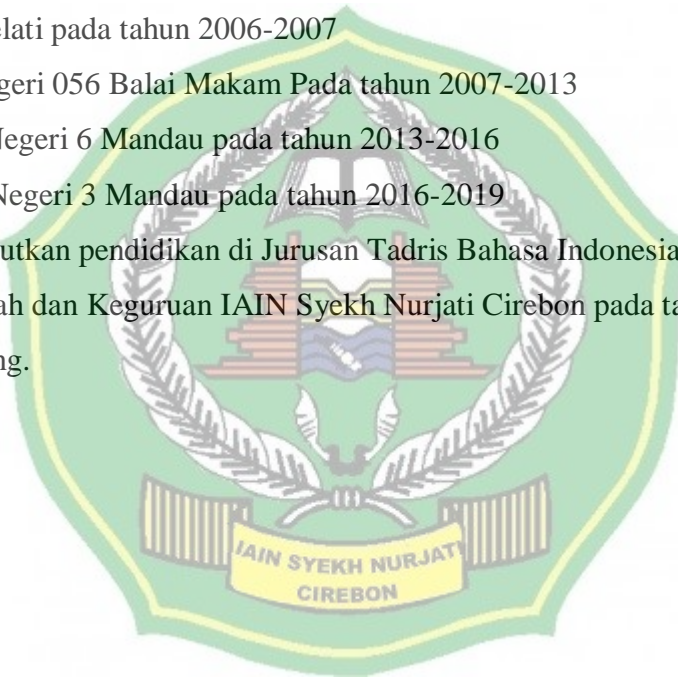 elati pada tahun 2006-2007
geri 056 Balai Makam Pada tahun 2007-2013
Negeri 6 Mandau pada tahun 2013-2016
Negeri 3 Mandau pada tahun 2016-2019
utkan pendidikan di Jurusan Tadris Bahasa Indonesia
ah dan Keguruan IAIN Syekh Nurjati Cirebon pada ta
ng.
IAIN SYEKH NURJATI
CIREBON